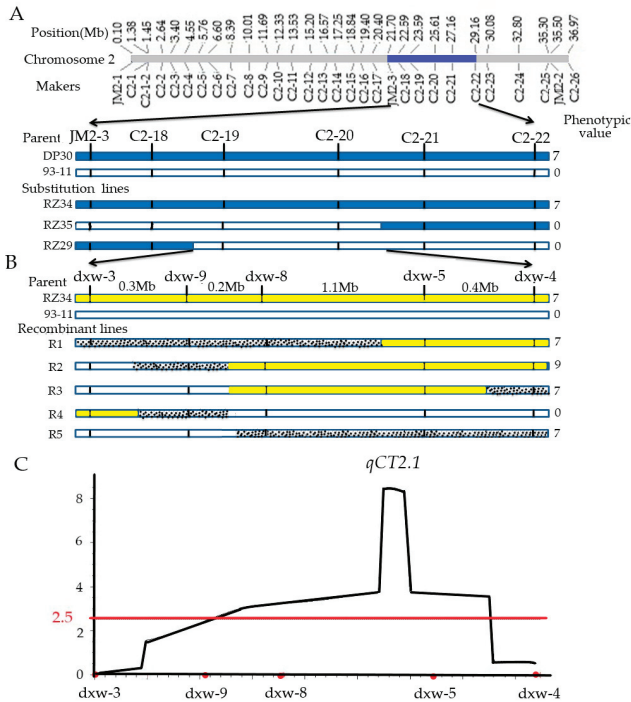 A
Position(Mb)
0.10 1.38 1.45 2.64 3.40 4.55 5.76 6.60 8.39 10.01 11.69 12.33 13.53 15.20 16.57 17.25 18.84 19.40 20.40 21.70 22.59 23.59 25.61 27.16 29.16 30.08 32.80 35.30 35.50 36.97
Chromosome 2
Makers
JM2-1 C2-1 C2-1-2 C2-2 C2-3 C2-4 C2-5 C2-6 C2-7 C2-8 C2-9 C2-11 C2-12 C2-13 C2-14 C2-15 C2-16 C2-17 JM2-3 C2-18 C2-19 C2-20 C2-21 C2-22 C2-23 C2-24 C2-25 JM2-2 C2-26
Phenotypic
value
Parent JM2-3 C2-18 C2-19 C2-20 C2-21 C2-22
DP30 7
93-11 0
Substitution lines
RZ34 7
RZ35 0
RZ29 0
B
Parent dxw-3 dxw-9 dxw-8 dxw-5 dxw-4
0.3Mb 0.2Mb 1.1Mb 0.4Mb
RZ34 7
93-11 0
Recombinant lines
R1 7
R2 9
R3 7
R4 0
R5 7
C
qCT2.1
8
6
4
2.5
2
0
dxw-3 dxw-9 dxw-8 dxw-5 dxw-4